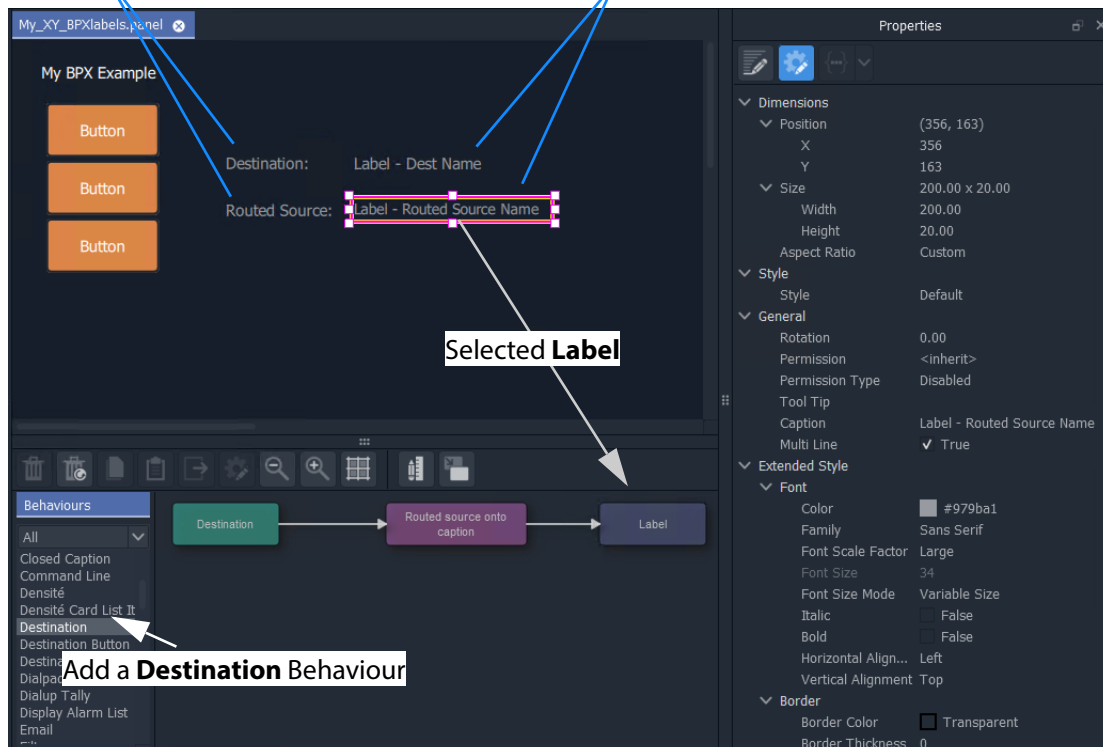 My_XY_BPXlabels.panel
My BPX Example
Button
Button
Button
Destination:
Label - Dest Name
Routed Source:
Label - Routed Source Name
Selected Label
Behaviours
All
Closed Caption
Command Line
Densité
Densité Card List It
Destination
Destination Button
Destina
Dialpad
Dialup Tally
Display Alarm List
Email
Add a Destination Behaviour
Destination
Routed source onto
caption
Label
Properties
Dimensions
Position (356, 163)
X 356
Y 163
Size 200.00 x 20.00
Width 200.00
Height 20.00
Aspect Ratio Custom
Style
Style Default
General
Rotation 0.00
Permission <inherit>
Permission Type Disabled
Tool Tip
Caption Label - Routed Source Name
Multi Line True
Extended Style
Font
Color #979ba1
Family Sans Serif
Font Scale Factor Large
Font Size 34
Font Size Mode Variable Size
Italic False
Bold False
Horizontal Align... Left
Vertical Alignment Top
Border
Border Color Transparent
Border Thickness 0